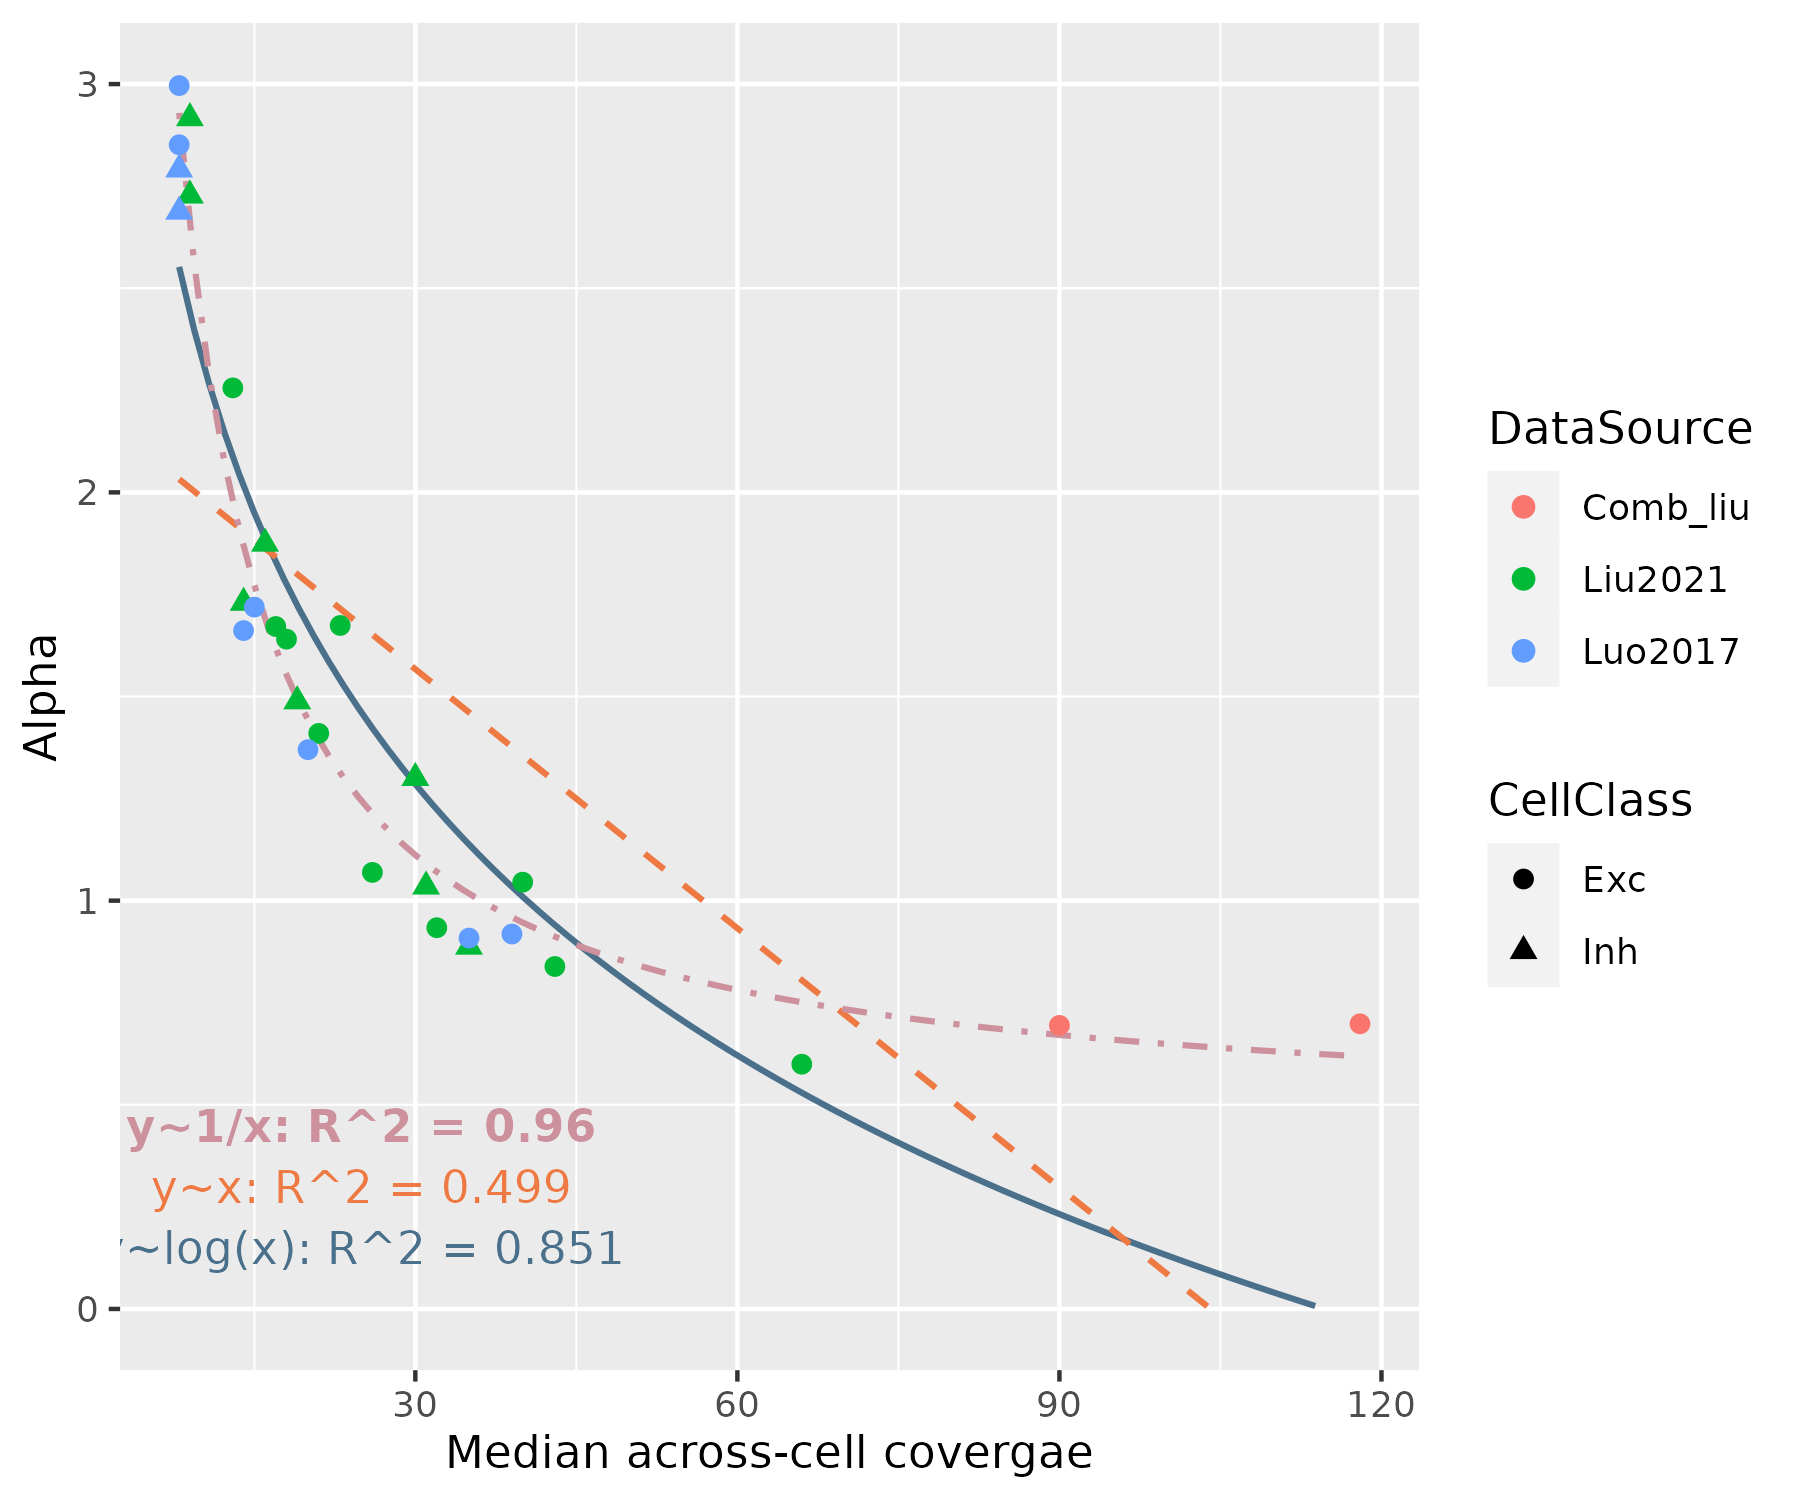 3
2
1
0
30 60 90 120
Alpha
Median across-cell covergae
y~1/x: R^2 = 0.96
y~x: R^2 = 0.499
~log(x): R^2 = 0.851
DataSource
Comb_liu
Liu2021
Luo2017
CellClass
Exc
Inh